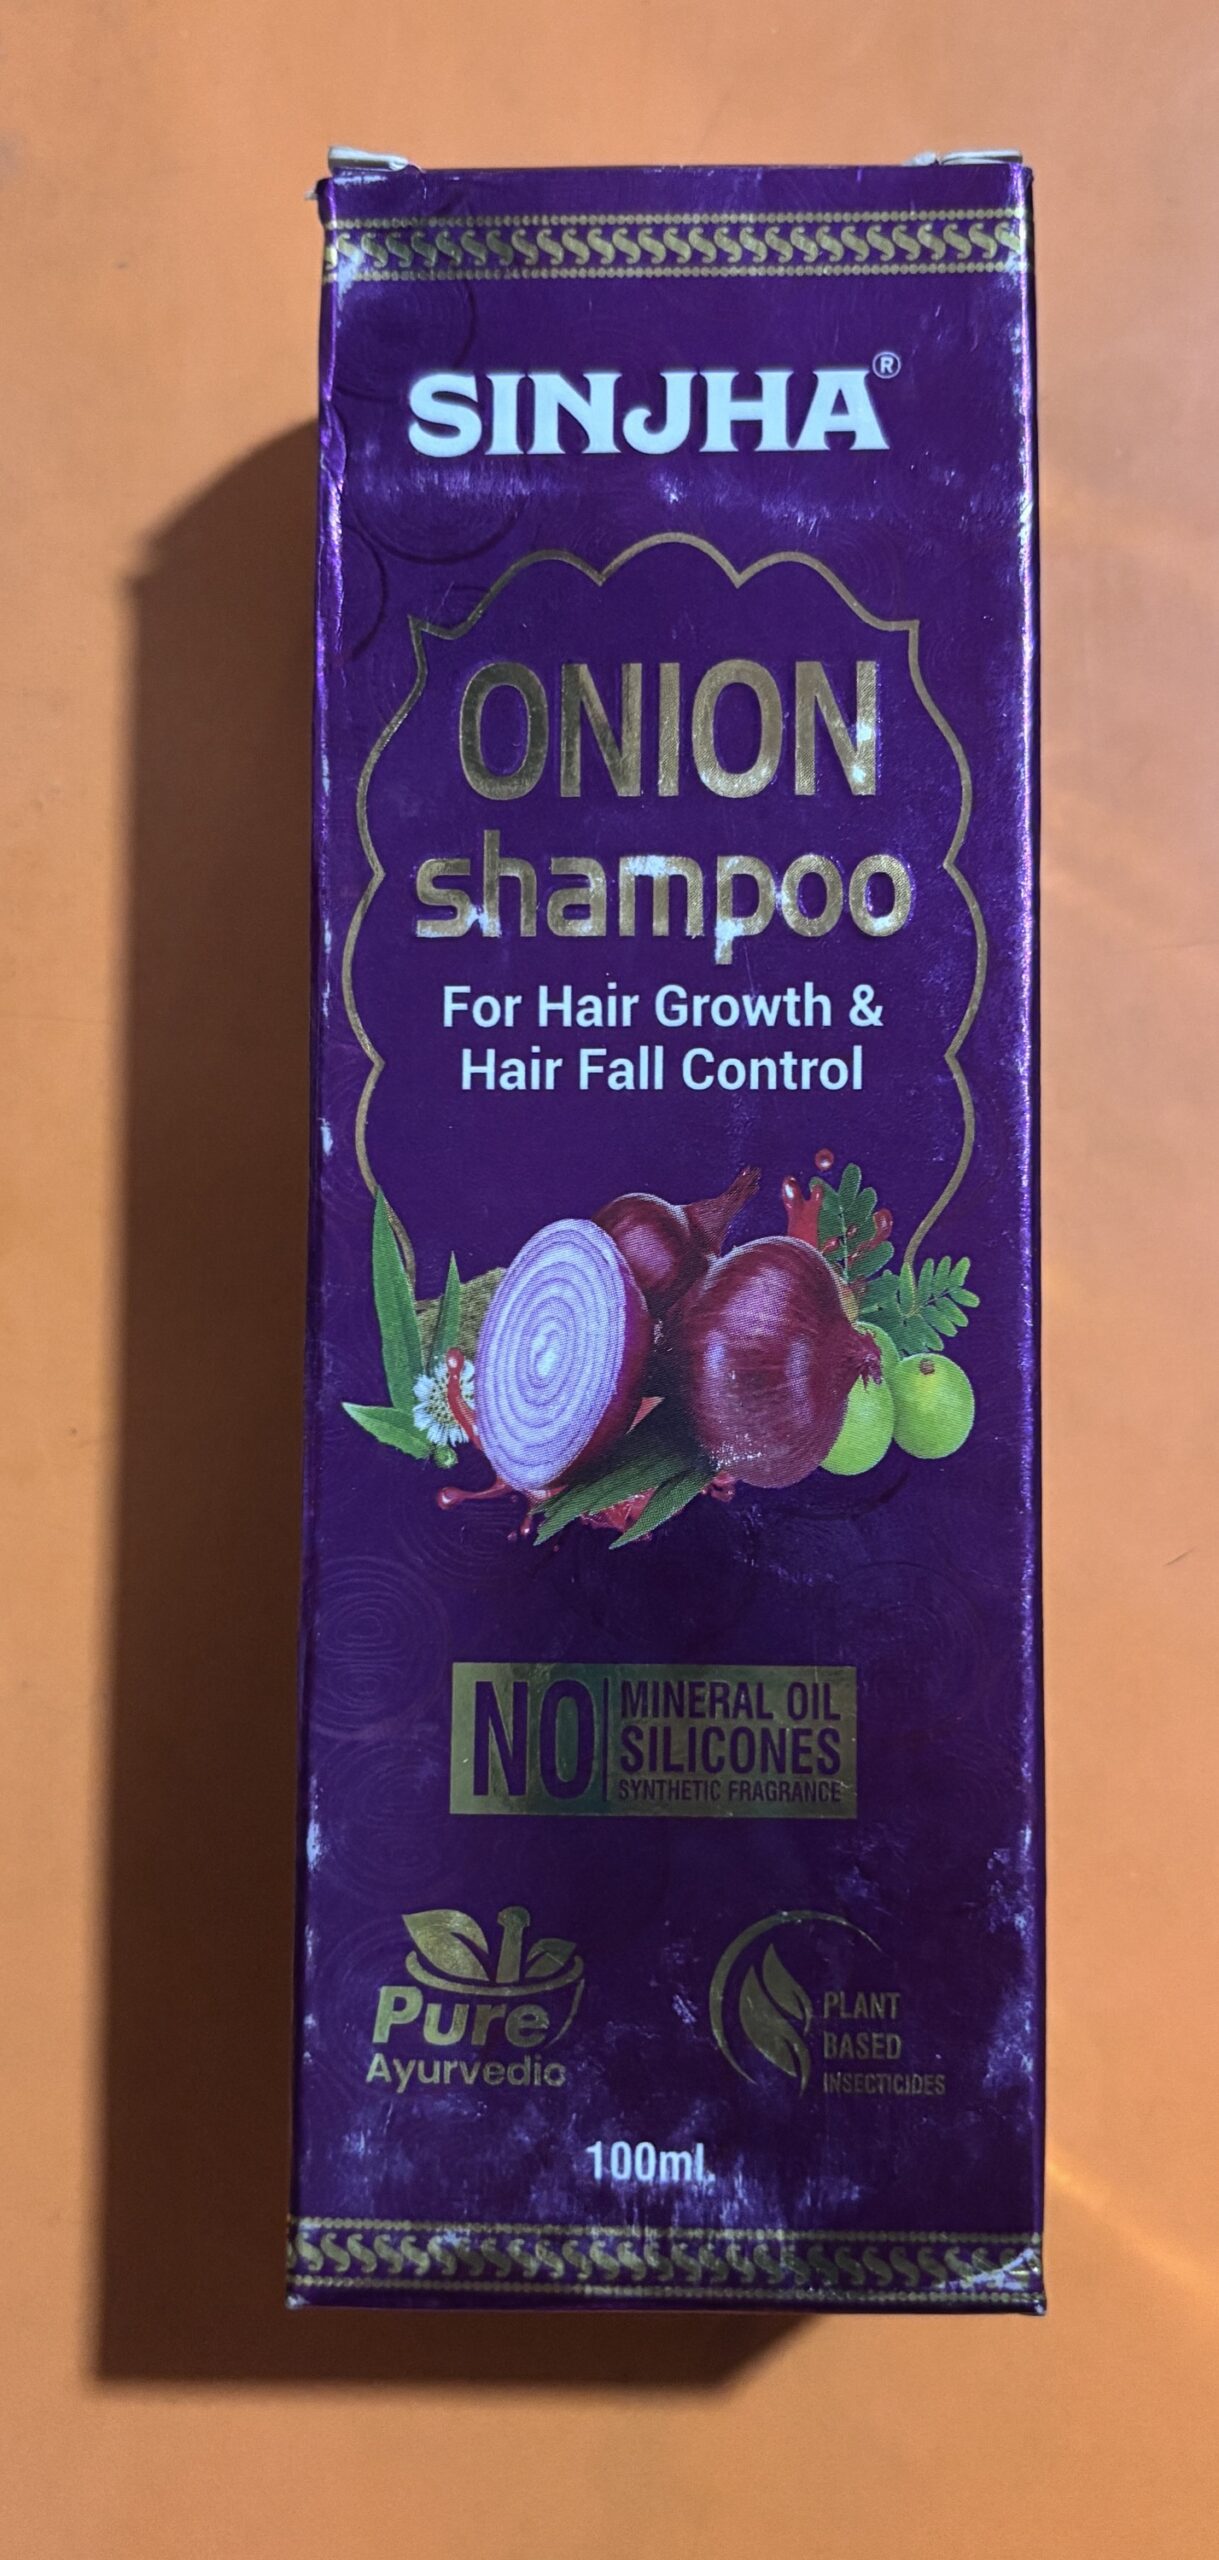 SINJHA®
ONION
shampoo
For Hair Growth &
Hair Fall Control
NO
MINERAL OIL
SILICONES
SYNTHETIC FRAGRANCE
Pure
Ayurvedic
PLANT
BASED
INSECTICIDES
100ml.